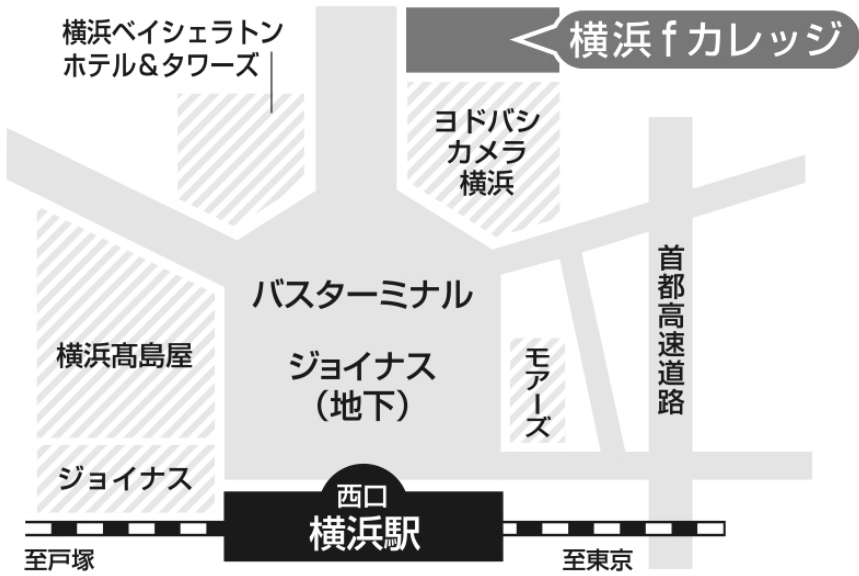 横浜ベイシェラトン
ホテル&タワーズ
横浜fカレッジ
ヨドバシ
カメラ
横浜
首都高速道路
バスターミナル
横浜髙島屋
ジョイナス
（地下）
モアーズ
ジョイナス
西口
横浜駅
至戸塚
至東京